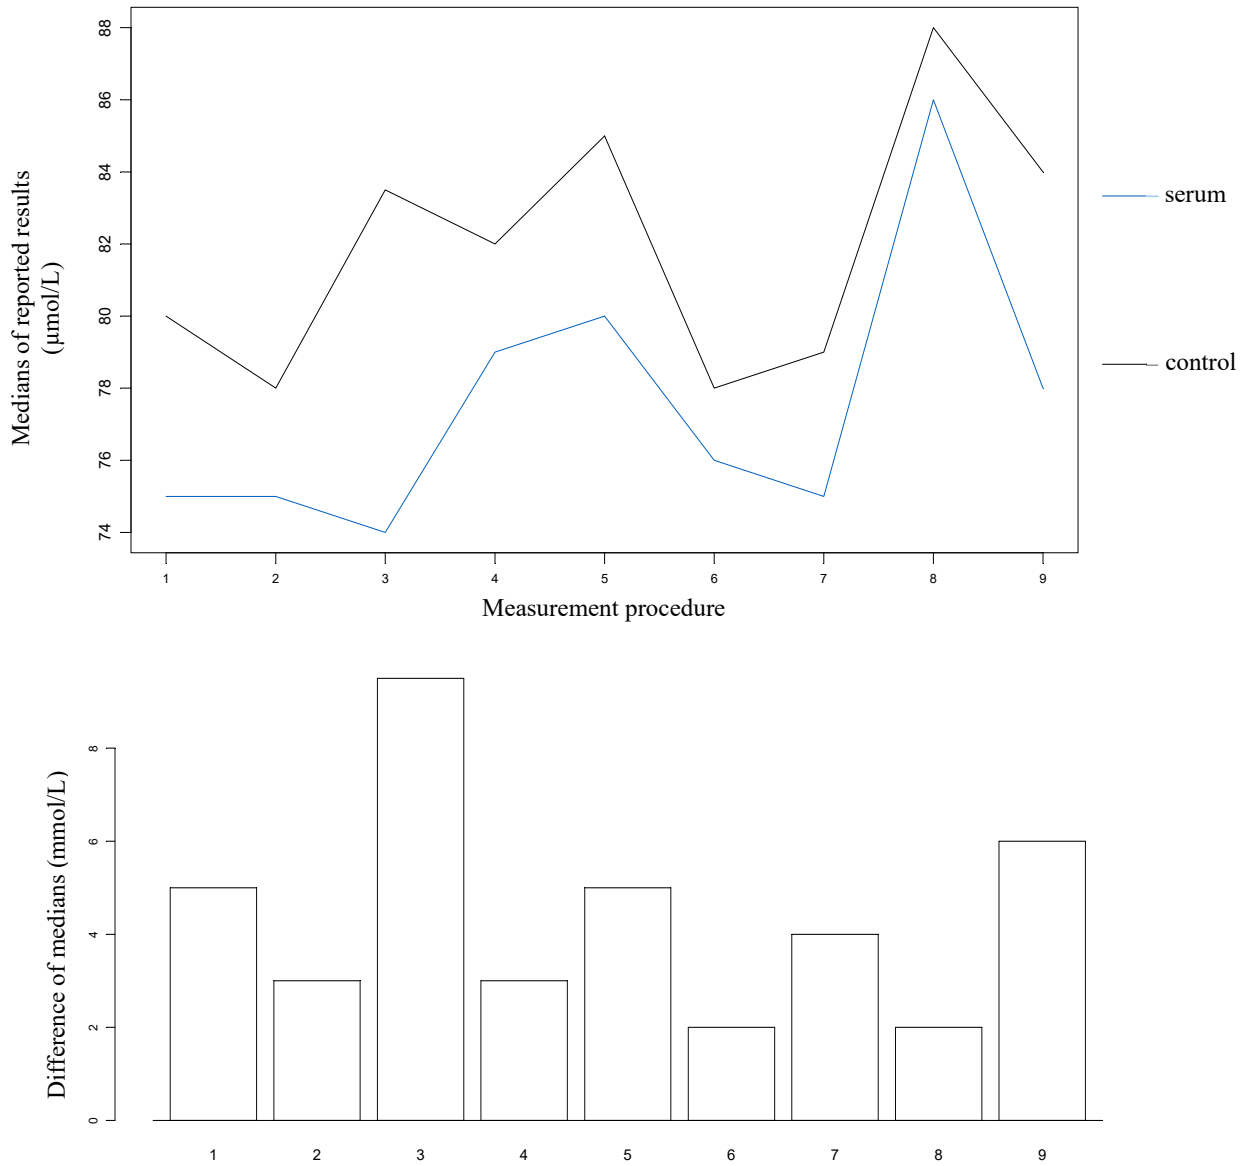 88
86
84
82
80
78
76
74
Medians of reported results
(μmol/L)
serum
control
1 2 3 4 5 6 7 8 9
Measurement procedure
8
6
4
2
0
Difference of medians (mmol/L)
1 2 3 4 5 6 7 8 9